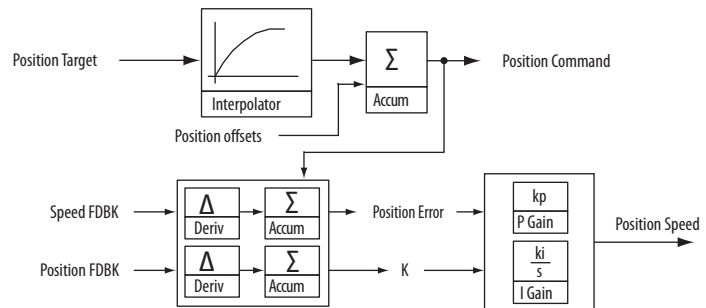 Position Target
Interpolator
Σ
Accum
Position Command
Position offsets
Speed FDBK
Δ
Deriv
Σ
Accum
Position Error
kp
P Gain
Position Speed
Position FDBK
Δ
Deriv
Σ
Accum
K
ki
s
I Gain